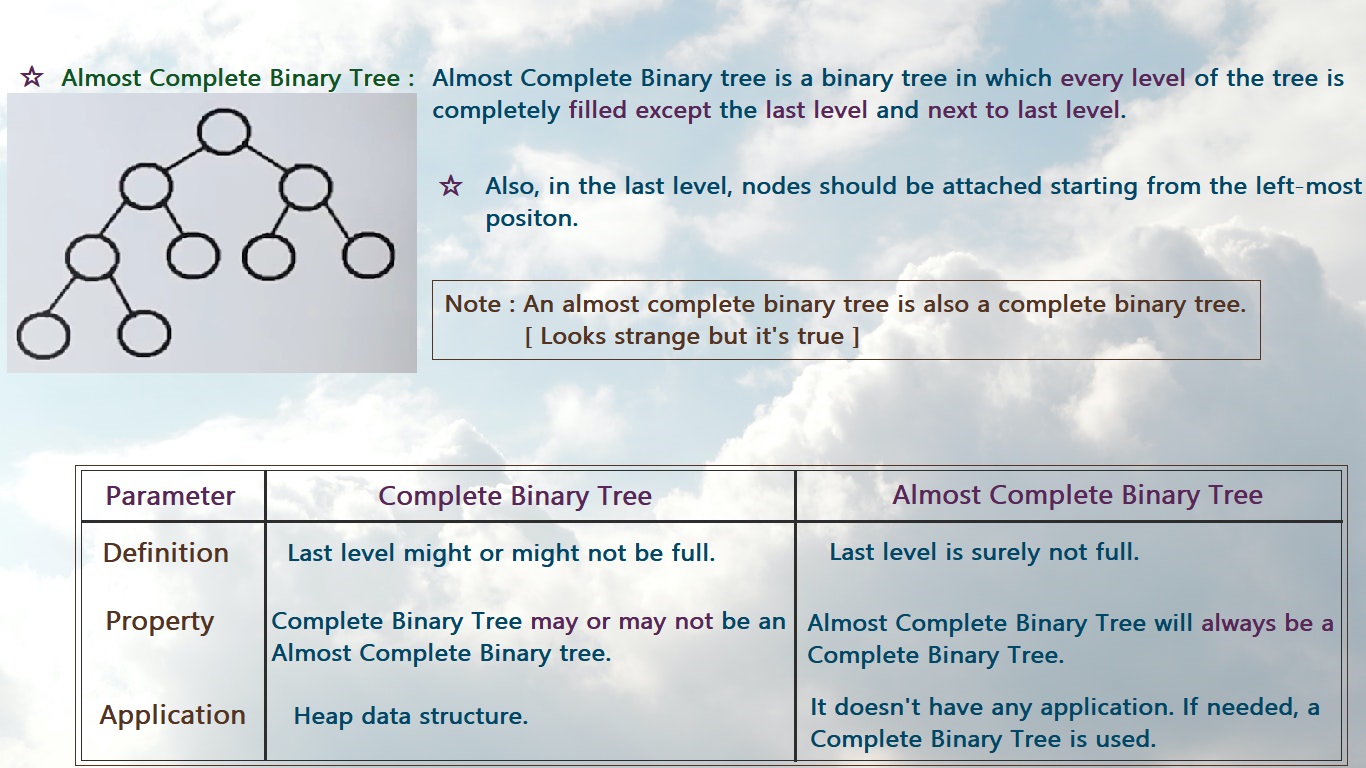 ☆ Almost Complete Binary Tree : Almost Complete Binary tree is a binary tree in which every level of the tree is
completely filled except the last level and next to last level.
☆ Also, in the last level, nodes should be attached starting from the left-most
positon.
Note : An almost complete binary tree is also a complete binary tree.
[ Looks strange but it's true ]
Parameter Complete Binary Tree Almost Complete Binary Tree
Definition Last level might or might not be full. Last level is surely not full.
Property Complete Binary Tree may or may not be an
Almost Complete Binary tree.
Almost Complete Binary Tree will always be a
Complete Binary Tree.
Application Heap data structure.
It doesn't have any application. If needed, a
Complete Binary Tree is used.